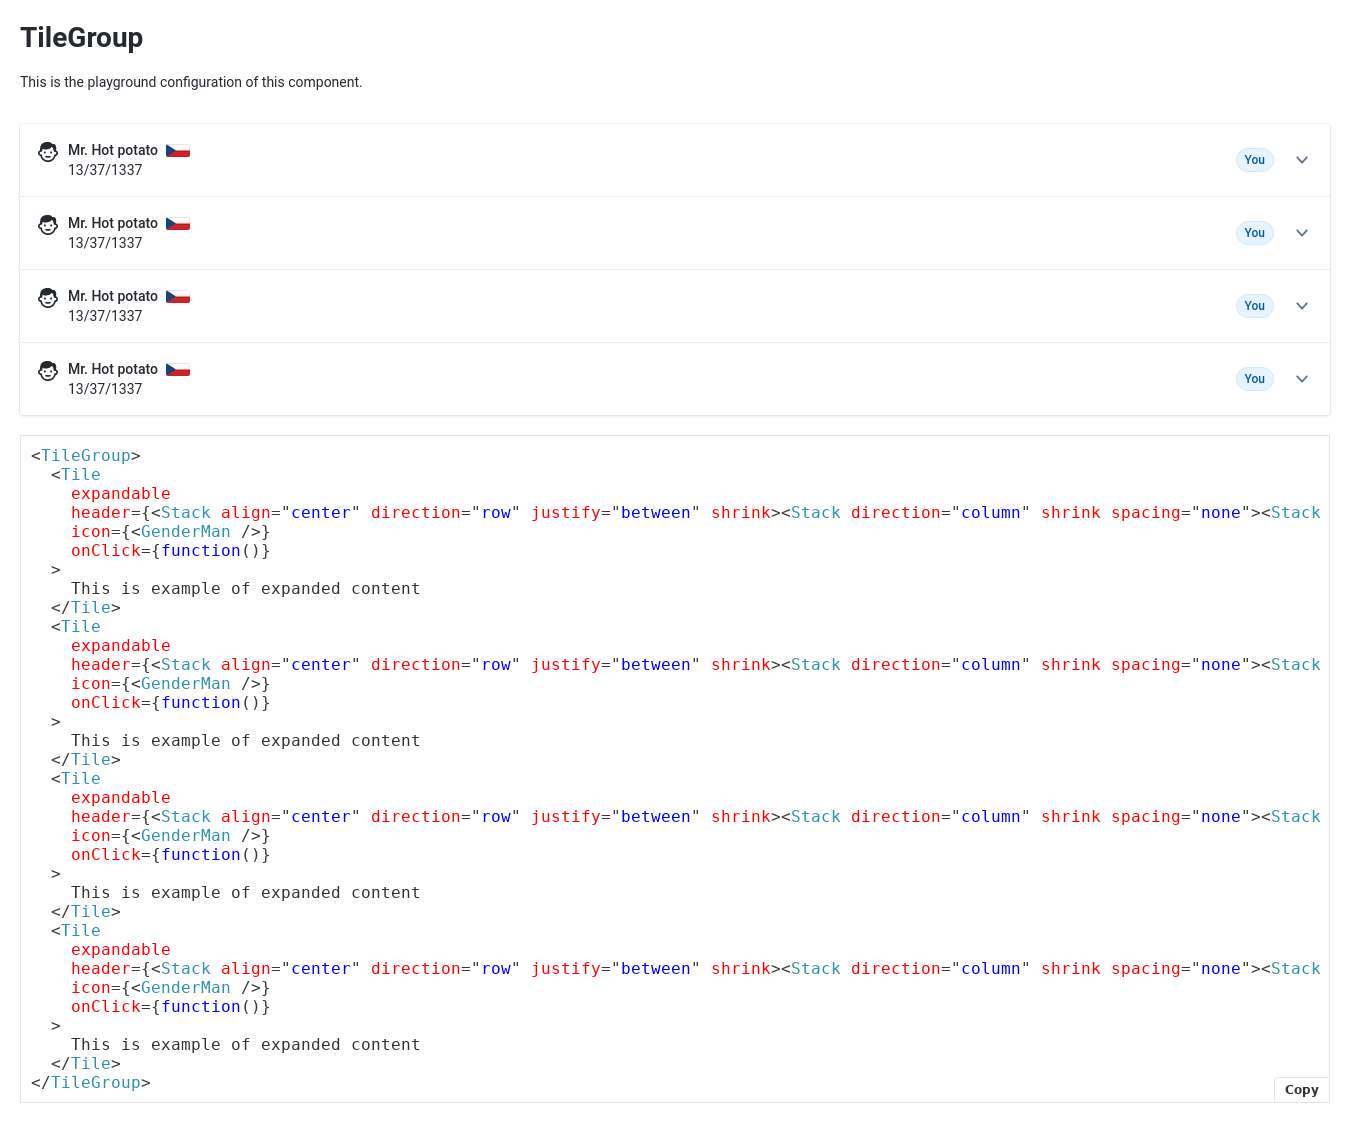 TileGroup
This is the playground configuration of this component.
Mr. Hot potato
13/37/1337
You
Mr. Hot potato
13/37/1337
You
Mr. Hot potato
13/37/1337
You
Mr. Hot potato
13/37/1337
You
<TileGroup>
  <Tile
    expandable
    header={<Stack align="center" direction="row" justify="between" shrink><Stack direction="column" shrink spacing="none"><Stack
    icon={<GenderMan />}
    onClick={function()}
  >
    This is example of expanded content
  </Tile>
  <Tile
    expandable
    header={<Stack align="center" direction="row" justify="between" shrink><Stack direction="column" shrink spacing="none"><Stack
    icon={<GenderMan />}
    onClick={function()}
  >
    This is example of expanded content
  </Tile>
  <Tile
    expandable
    header={<Stack align="center" direction="row" justify="between" shrink><Stack direction="column" shrink spacing="none"><Stack
    icon={<GenderMan />}
    onClick={function()}
  >
    This is example of expanded content
  </Tile>
  <Tile
    expandable
    header={<Stack align="center" direction="row" justify="between" shrink><Stack direction="column" shrink spacing="none"><Stack
    icon={<GenderMan />}
    onClick={function()}
  >
    This is example of expanded content
  </Tile>
</TileGroup>
Copy